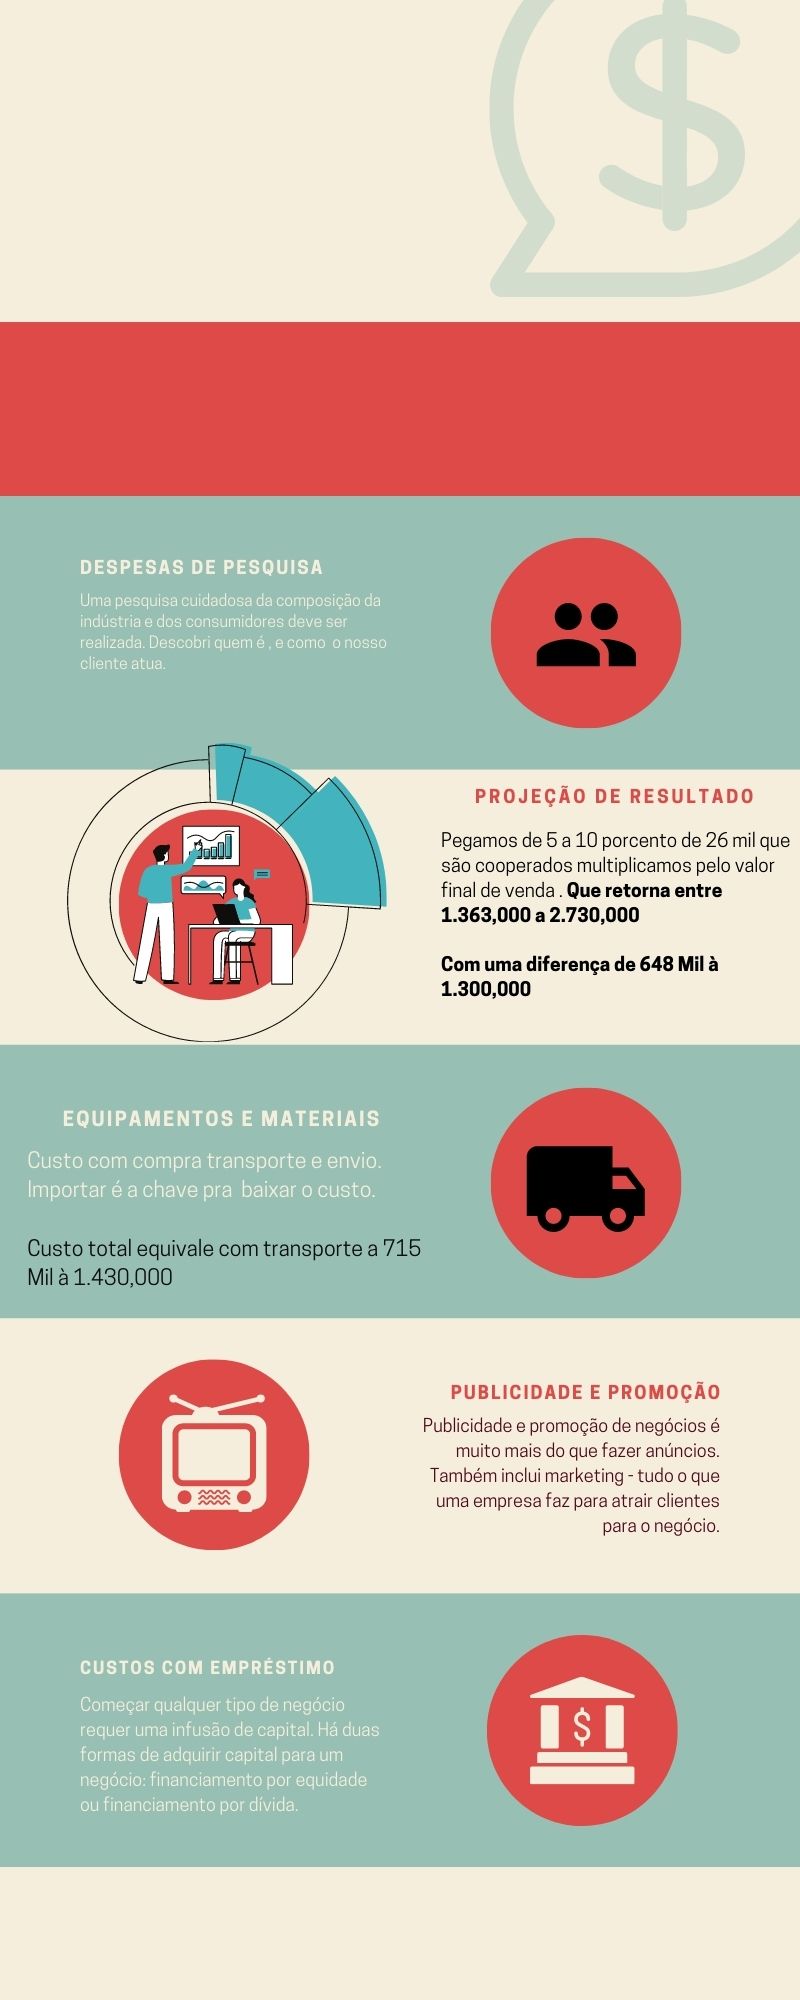 DESPESAS DE PESQUISA
Uma pesquisa cuidadosa da composição da
indústria e dos consumidores deve ser
realizada. Descobri quem é , e como  o nosso
cliente atua.
PROJEÇÃO DE RESULTADO
Pegamos de 5 a 10 porcento de 26 mil que
são cooperados multiplicamos pelo valor
final de venda . Que retorna entre
1.363,000 a 2.730,000
Com uma diferença de 648 Mil à
1.300,000
EQUIPAMENTOS E MATERIAIS
Custo com compra transporte e envio.
Importar é a chave pra  baixar o custo.
Custo total equivale com transporte a 715
Mil à 1.430,000
PUBLICIDADE E PROMOÇÃO
Publicidade e promoção de negócios é
muito mais do que fazer anúncios.
Também inclui marketing - tudo o que
uma empresa faz para atrair clientes
para o negócio.
CUSTOS COM EMPRÉSTIMO
Começar qualquer tipo de negócio
requer uma infusão de capital. Há duas
formas de adquirir capital para um
negócio: financiamento por equidade
ou financiamento por dívida.